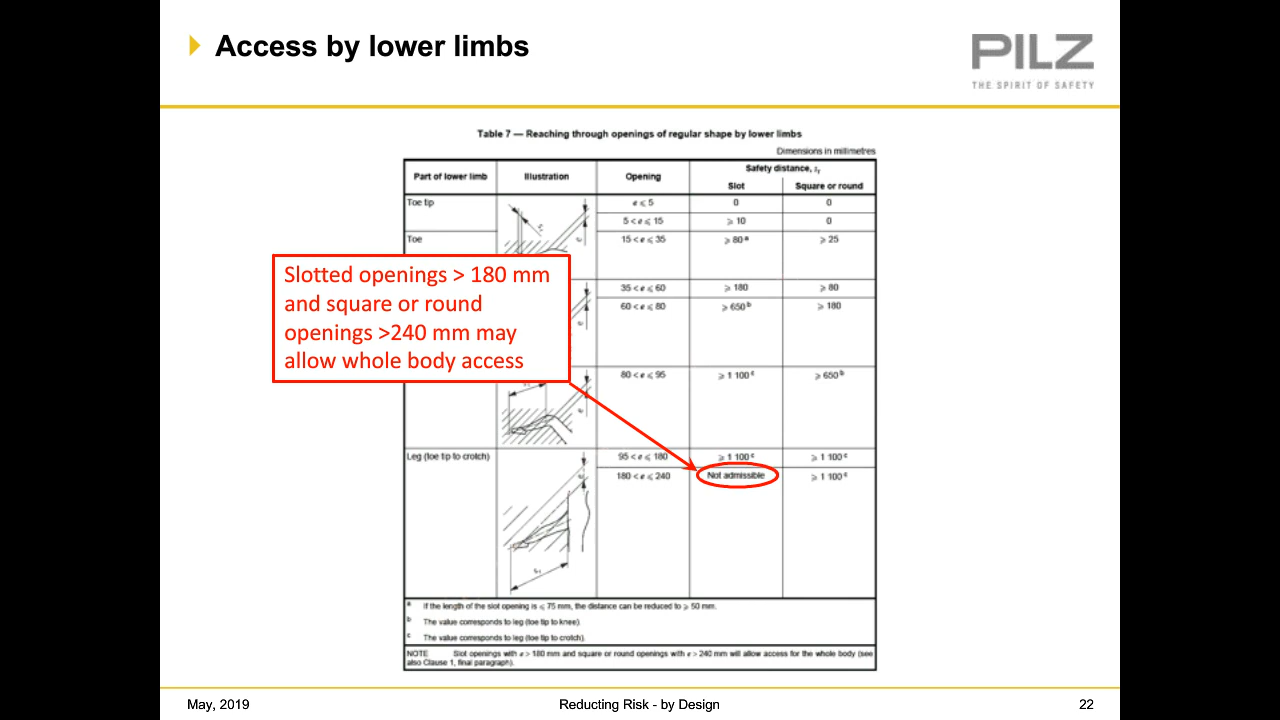 Access by lower limbs
PILZ
THE SPIRIT OF SAFETY
Table 7 — Reaching through openings of regular shape by lower limbs
Dimensions in millimetres
Part of lower limb Illustration Opening Safety distance, sr
Slot Square or round
Toe tip e ⩽ 5 0 0
5 < e ⩽ 15 ⩾ 10 0
Toe 15 < e ⩽ 35 ⩾ 80 a ⩾ 25
35 < e ⩽ 60 ⩾ 180 ⩾ 80
60 < e ⩽ 80 ⩾ 650 b ⩾ 180
80 < e ⩽ 95 ⩾ 1 100 c ⩾ 650 b
Slotted openings > 180 mm
and square or round
openings >240 mm may
allow whole body access
Leg (toe tip to crotch) 95 < e ⩽ 180 ⩾ 1 100 c ⩾ 1 100 c
180 < e ⩽ 240 Not admissible ⩾ 1 100 c
a If the length of the slot opening is ⩽ 75 mm, the distance can be reduced to ⩾ 50 mm.
b The value corresponds to leg (toe tip to knee).
c The value corresponds to leg (toe tip to crotch).
NOTE Slot openings with e > 180 mm and square or round openings with e > 240 mm will allow access for the whole body (see
also Clause 1, final paragraph).
May, 2019 Reducting Risk - by Design 22